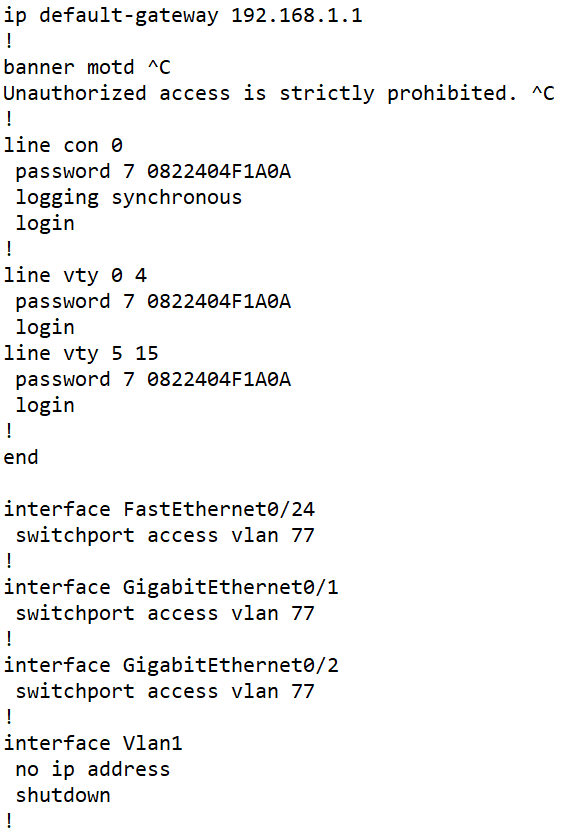 ip default-gateway 192.168.1.1
!
banner motd ^C
Unauthorized access is strictly prohibited. ^C
!
line con 0
 password 7 0822404F1A0A
 logging synchronous
 login
!
line vty 0 4
 password 7 0822404F1A0A
 login
line vty 5 15
 password 7 0822404F1A0A
 login
!
end

interface FastEthernet0/24
 switchport access vlan 77
!
interface GigabitEthernet0/1
 switchport access vlan 77
!
interface GigabitEthernet0/2
 switchport access vlan 77
!
interface Vlan1
 no ip address
 shutdown
!